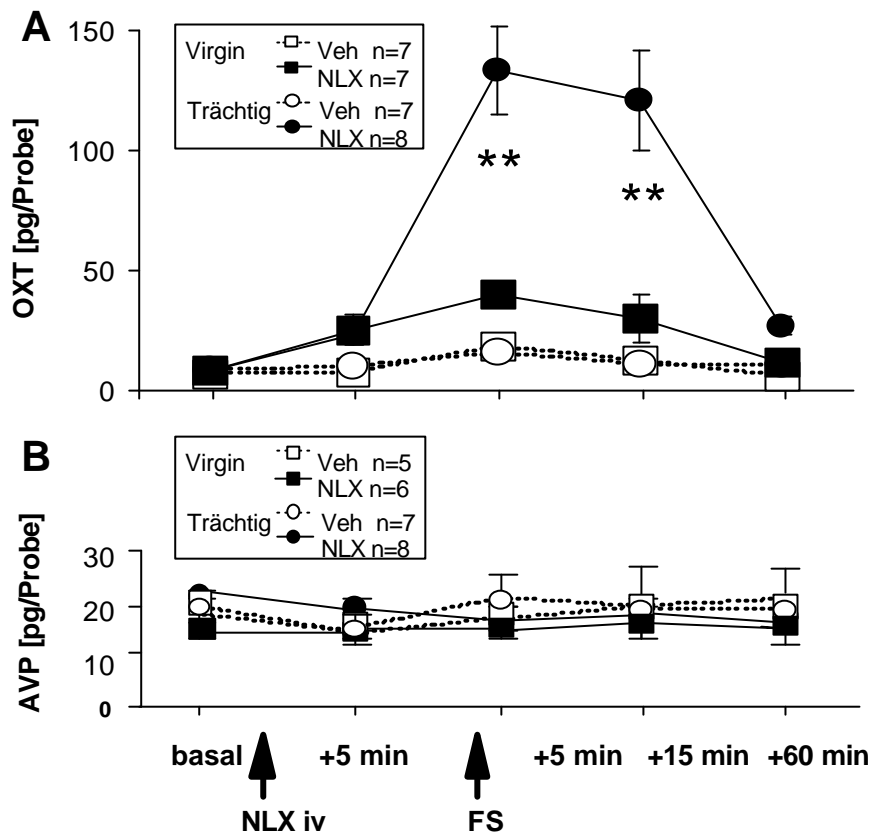 A
150
Virgin
Veh n=7
NLX n=7
Trächtig
Veh n=7
NLX n=8
100
**
**
OXT [pg/Probe]
50
0
B
Virgin
Veh n=5
NLX n=6
Trächtig
Veh n=7
NLX n=8
30
20
AVP [pg/Probe]
10
0
basal
+5 min
+5 min
+15 min
+60 min
NLX iv
FS